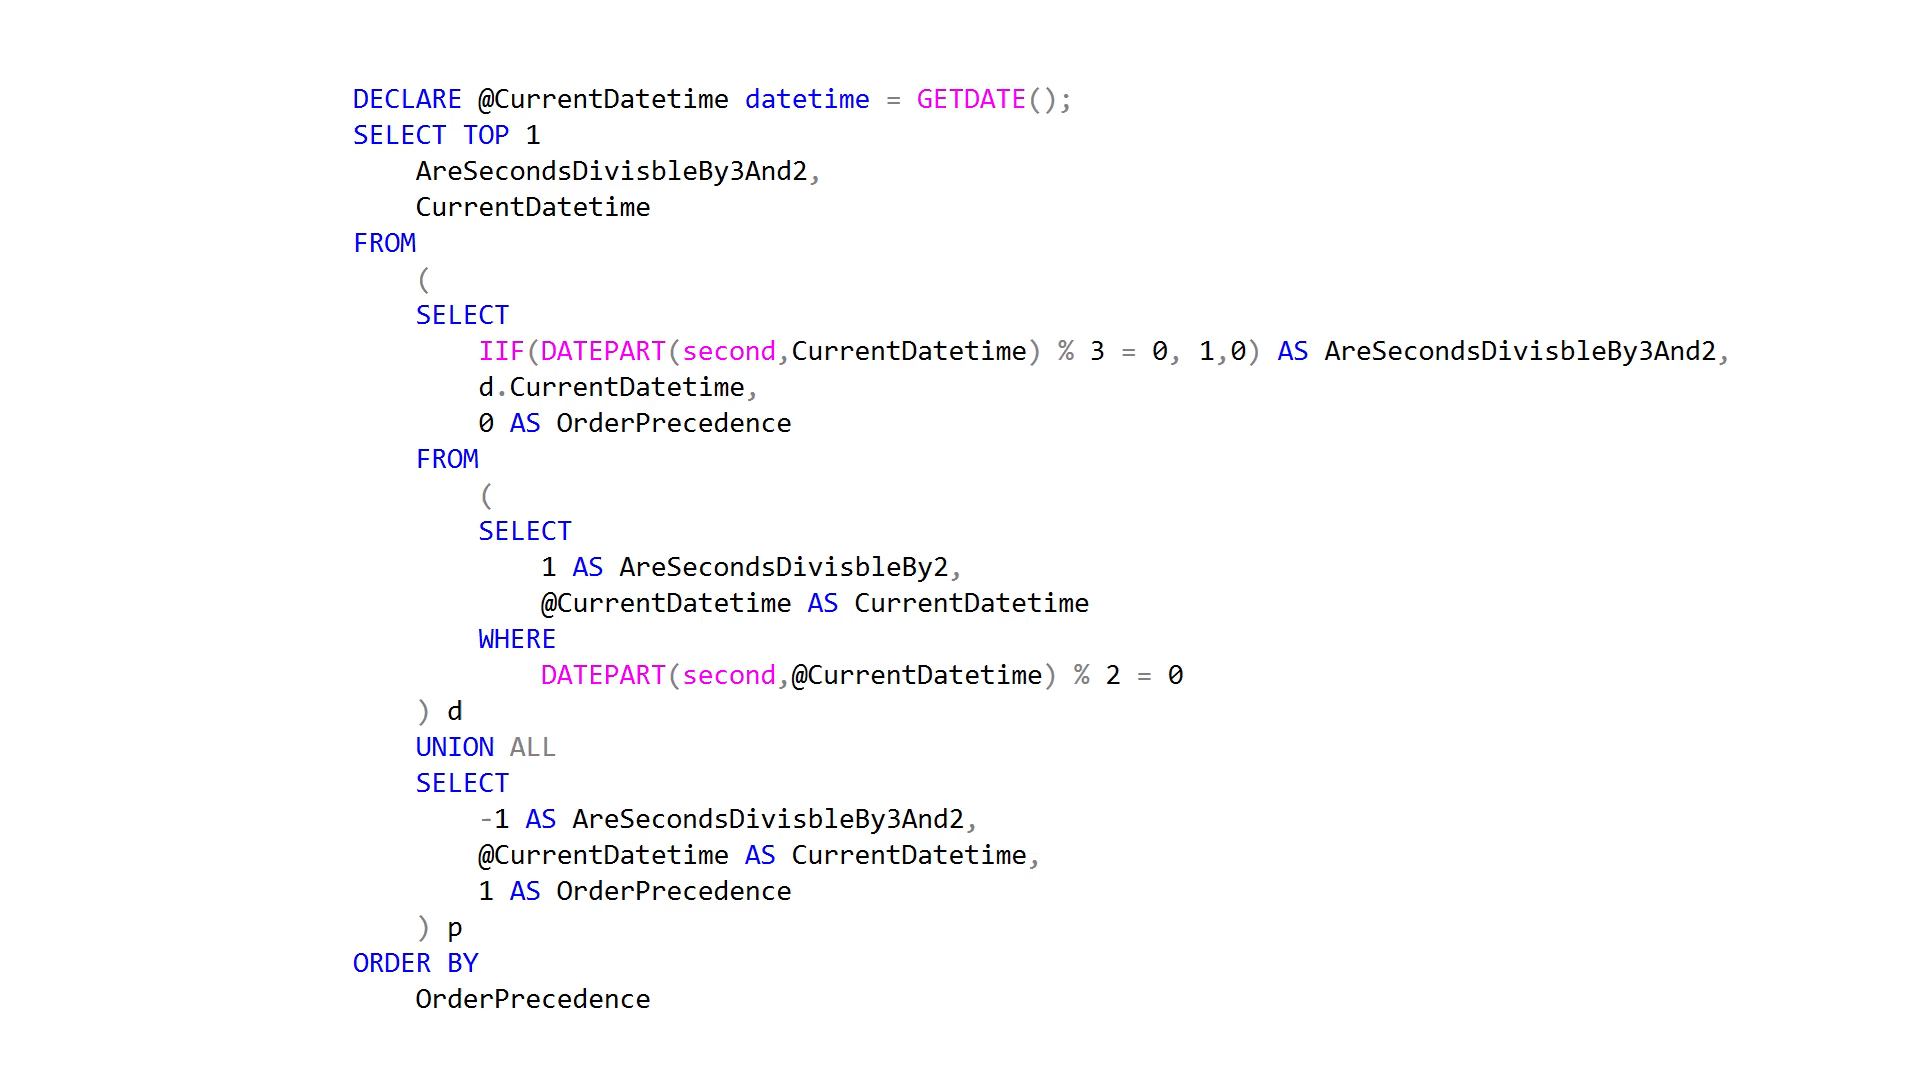 DECLARE @CurrentDatetime datetime = GETDATE();
SELECT TOP 1
    AreSecondsDivisbleBy3And2,
    CurrentDatetime
FROM
    (
    SELECT
        IIF(DATEPART(second,CurrentDatetime) % 3 = 0, 1,0) AS AreSecondsDivisbleBy3And2,
        d.CurrentDatetime,
        0 AS OrderPrecedence
    FROM
        (
        SELECT
            1 AS AreSecondsDivisbleBy2,
            @CurrentDatetime AS CurrentDatetime
        WHERE
            DATEPART(second,@CurrentDatetime) % 2 = 0
    ) d
    UNION ALL
    SELECT
        -1 AS AreSecondsDivisbleBy3And2,
        @CurrentDatetime AS CurrentDatetime,
        1 AS OrderPrecedence
    ) p
ORDER BY
    OrderPrecedence